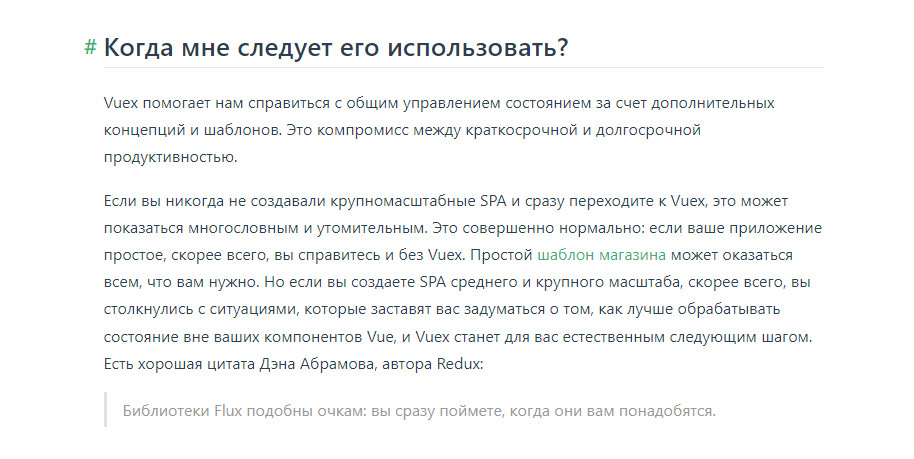 # Когда мне следует его использовать?
Vuex помогает нам справиться с общим управлением состоянием за счет дополнительных
концепций и шаблонов. Это компромисс между краткосрочной и долгосрочной
продуктивностью.
Если вы никогда не создавали крупномасштабные SPA и сразу переходите к Vuex, это может
показаться многословным и утомительным. Это совершенно нормально: если ваше приложение
простое, скорее всего, вы справитесь и без Vuex. Простой шаблон магазина может оказаться
всем, что вам нужно. Но если вы создаете SPA среднего и крупного масштаба, скорее всего, вы
столкнулись с ситуациями, которые заставят вас задуматься о том, как лучше обрабатывать
состояние вне ваших компонентов Vue, и Vuex станет для вас естественным следующим шагом.
Есть хорошая цитата Дэна Абрамова, автора Redux:
Библиотеки Flux подобны очкам: вы сразу поймете, когда они вам понадобятся.